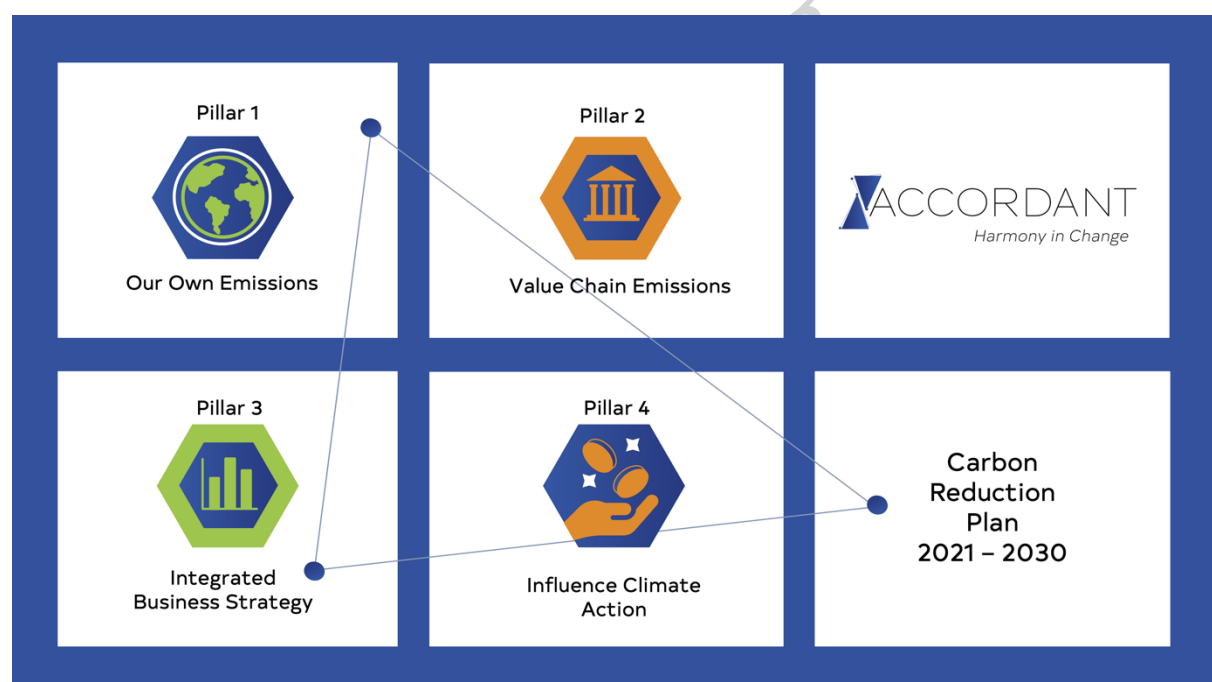 Pillar 1
Our Own Emissions
Pillar 2
Value Chain Emissions
ACCORDANT
Harmony in Change
Pillar 3
Integrated
Business Strategy
Pillar 4
Influence Climate
Action
Carbon
Reduction
Plan
2021 – 2030